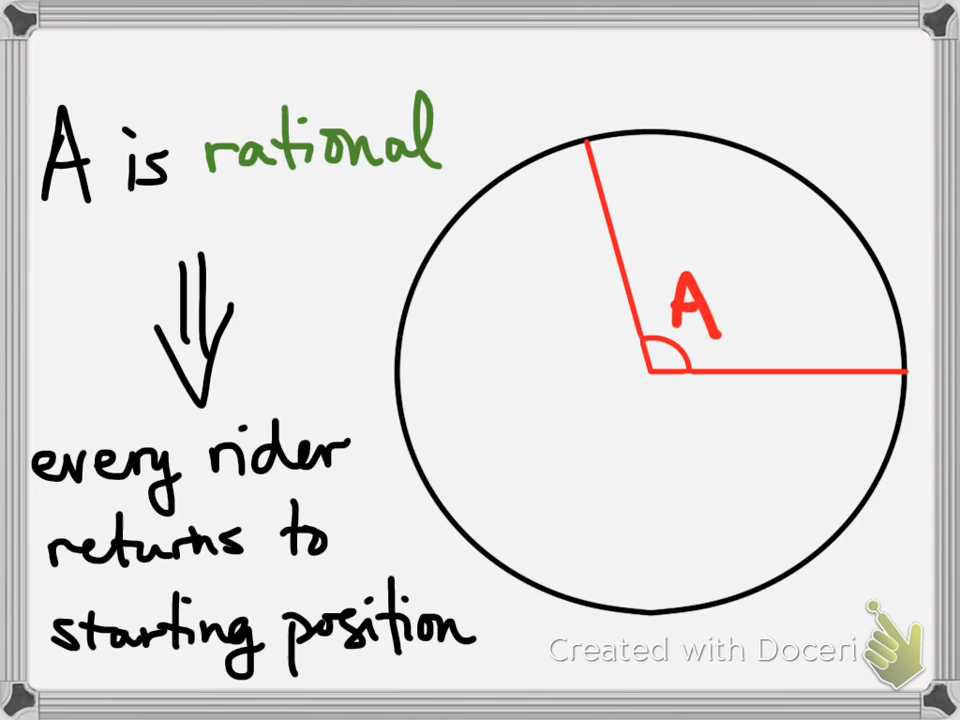 A is rational
A
every rider
returns to
starting position
Created with Doceri